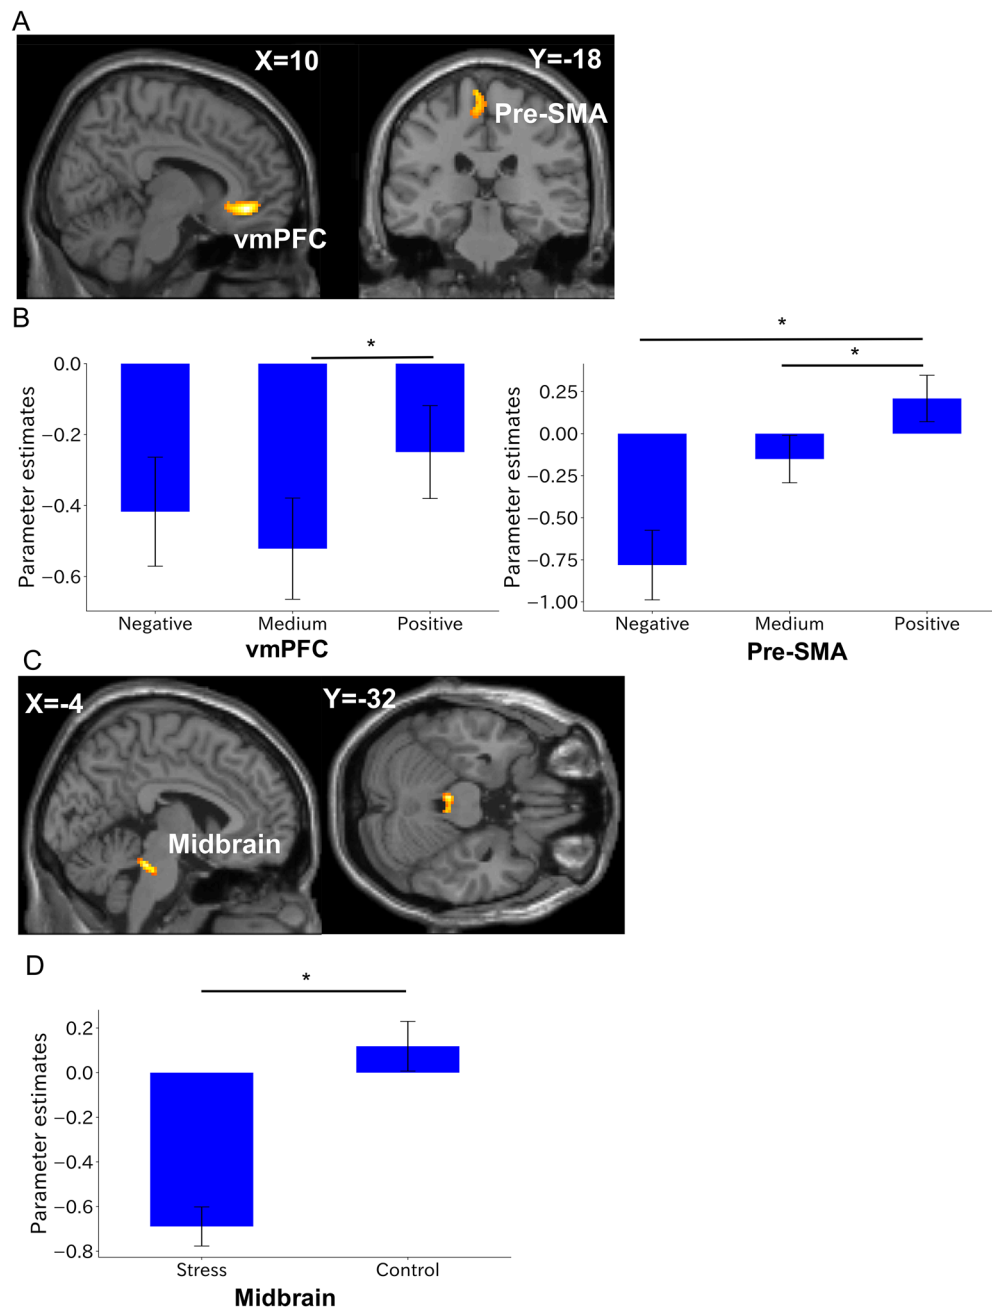 A
X=10
Y=-18
Pre-SMA
vmPFC
B
*
*
*
0.0
−0.2
−0.4
−0.6
Parameter estimates
Negative
Medium
Positive
vmPFC
0.25
0.00
−0.25
−0.50
−0.75
−1.00
Parameter estimates
Negative
Medium
Positive
Pre-SMA
C
X=-4
Y=-32
Midbrain
D
*
0.2
0.0
−0.2
−0.4
−0.6
−0.8
Parameter estimates
Stress
Control
Midbrain